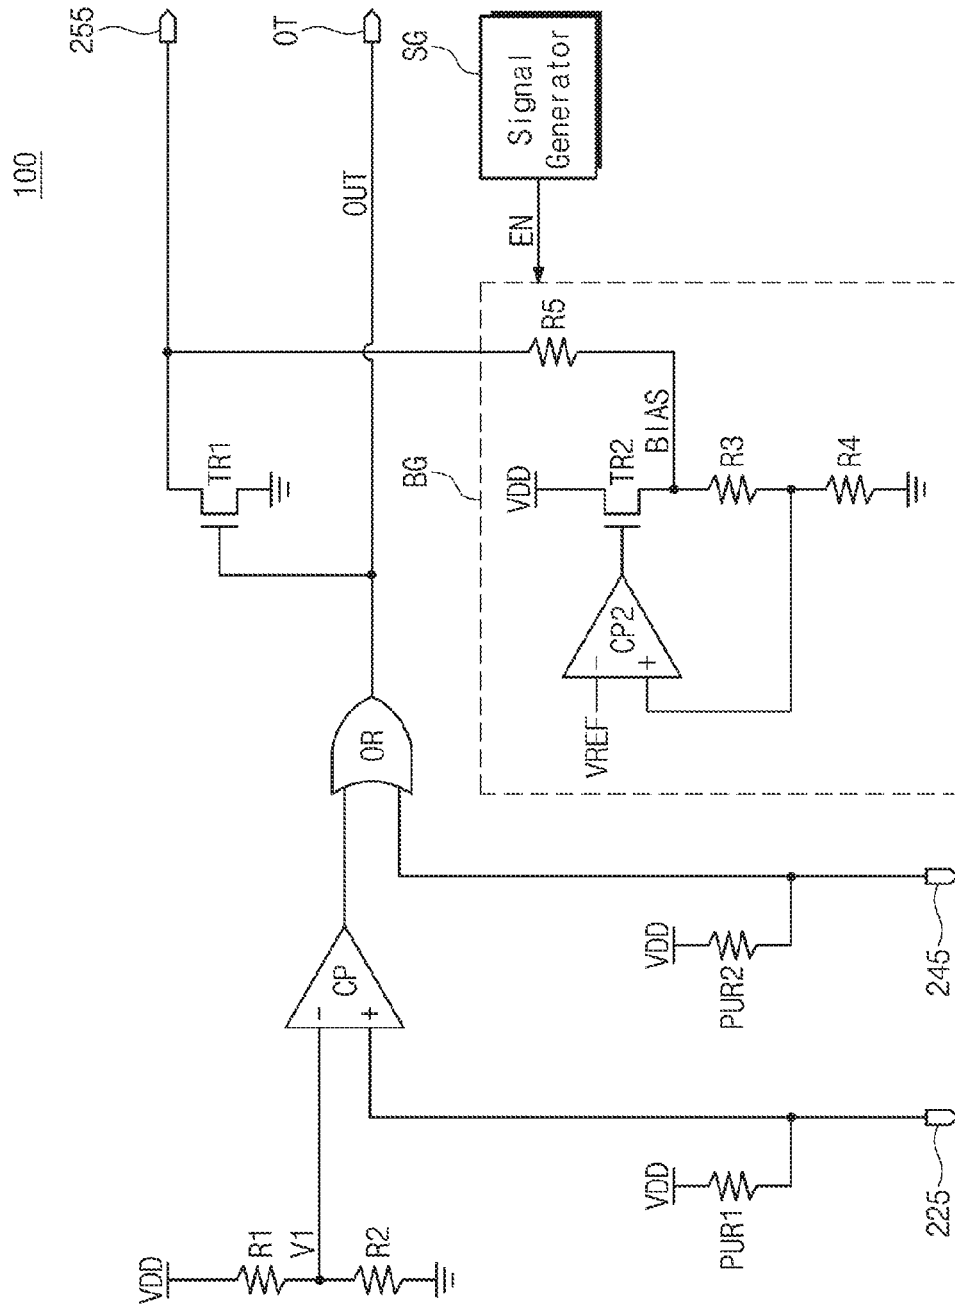 100
255
OT
OUT
SG
Signal
Generator
EN
TR1
R5
BG
VDD
TR2
BIAS
R3
R4
CP2
-
+
VREF
OR
CP
-
+
VDD
PUR2
245
VDD
PUR1
225
VDD
R1
V1
R2